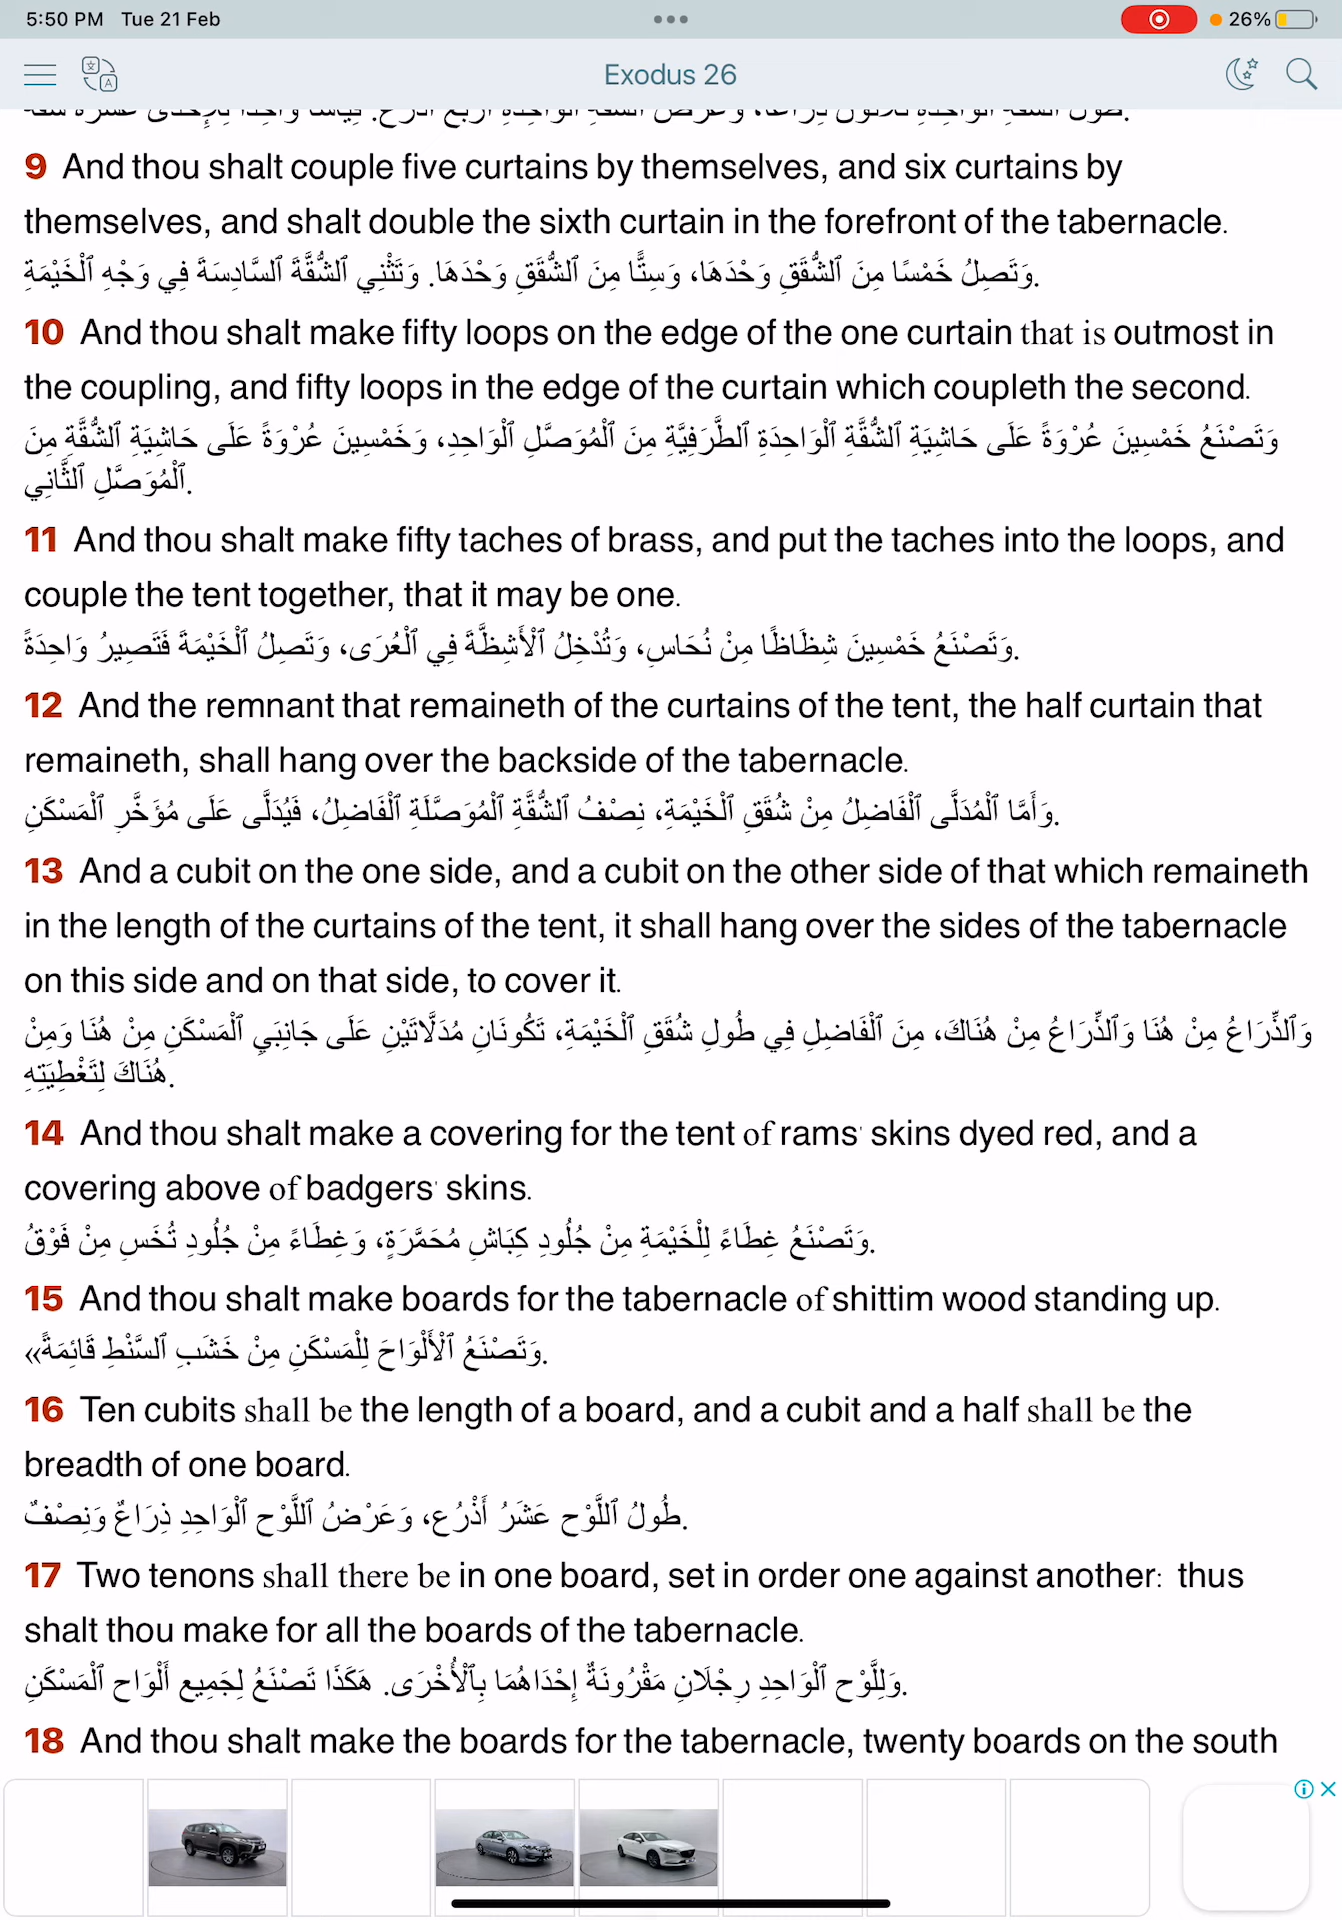 5:50 PM Tue 21 Feb
26%
Exodus 26
طول الشقة الواحدة ثلاثون ذراعا، وعرض الشقة الواحدة أربع أذرع. قياسا واحدا للإحدى عشرة شقة.
9 And thou shalt couple five curtains by themselves, and six curtains by
themselves, and shalt double the sixth curtain in the forefront of the tabernacle.
وَتَصِلُ خَمْسًا مِنَ ٱلشُّقَقِ وَحْدَهَا، وَسِتًّا مِنَ ٱلشُّقَقِ وَحْدَهَا. وَتَثْنِي ٱلشُّقَّةَ ٱلسَّادِسَةَ فِي وَجْهِ ٱلْخَيْمَةِ.
10 And thou shalt make fifty loops on the edge of the one curtain that is outmost in
the coupling, and fifty loops in the edge of the curtain which coupleth the second.
وَتَصْنَعُ خَمْسِينَ عُرْوَةً عَلَى حَاشِيَةِ ٱلشُّقَّةِ ٱلْوَاحِدَةِ ٱلطَّرَفِيَّةِ مِنَ ٱلْمُوَصَّلِ ٱلْوَاحِدِ، وَخَمْسِينَ عُرْوَةً عَلَى حَاشِيَةِ ٱلشُّقَّةِ مِنَ
ٱلْمُوَصَّلِ ٱلثَّانِي.
11 And thou shalt make fifty taches of brass, and put the taches into the loops, and
couple the tent together, that it may be one.
وَتَصْنَعُ خَمْسِينَ شِظَاظًا مِنْ نُحَاسٍ، وَتُدْخِلُ ٱلْأَشِظَّةَ فِي ٱلْعُرَى، وَتَصِلُ ٱلْخَيْمَةَ فَتَصِيرُ وَاحِدَةً.
12 And the remnant that remaineth of the curtains of the tent, the half curtain that
remaineth, shall hang over the backside of the tabernacle.
وَأَمَّا ٱلْمُدَلَّى ٱلْفَاضِلُ مِنْ شُقَقِ ٱلْخَيْمَةِ، نِصْفُ ٱلشُّقَّةِ ٱلْمُوَصَّلَةِ ٱلْفَاضِلُ، فَيُدَلَّى عَلَى مُؤَخَّرِ ٱلْمَسْكَنِ.
13 And a cubit on the one side, and a cubit on the other side of that which remaineth
in the length of the curtains of the tent, it shall hang over the sides of the tabernacle
on this side and on that side, to cover it.
وَٱلذِّرَاعُ مِنْ هُنَا وَٱلذِّرَاعُ مِنْ هُنَاكَ، مِنَ ٱلْفَاضِلِ فِي طُولِ شُقَقِ ٱلْخَيْمَةِ، تَكُونَانِ مُدَلَّاتَيْنِ عَلَى جَانِبَيِ ٱلْمَسْكَنِ مِنْ هُنَا وَمِنْ
هُنَاكَ لِتَغْطِيَتِهِ.
14 And thou shalt make a covering for the tent of rams' skins dyed red, and a
covering above of badgers' skins.
وَتَصْنَعُ غِطَاءً لِلْخَيْمَةِ مِنْ جُلُودِ كِبَاشٍ مُحَمَّرَةٍ، وَغِطَاءً مِنْ جُلُودِ تُخَسٍ مِنْ فَوْقُ.
15 And thou shalt make boards for the tabernacle of shittim wood standing up.
«وَتَصْنَعُ ٱلْأَلْوَاحَ لِلْمَسْكَنِ مِنْ خَشَبِ ٱلسَّنْطِ قَائِمَةً.
16 Ten cubits shall be the length of a board, and a cubit and a half shall be the
breadth of one board.
طُولُ ٱللَّوْحِ عَشَرُ أَذْرُعٍ، وَعَرْضُ ٱللَّوْحِ ٱلْوَاحِدِ ذِرَاعٌ وَنِصْفٌ.
17 Two tenons shall there be in one board, set in order one against another: thus
shalt thou make for all the boards of the tabernacle.
وَلِلَّوْحِ ٱلْوَاحِدِ رِجْلَانِ مَقْرُونَةٌ إِحْدَاهُمَا بِٱلْأُخْرَى. هَكَذَا تَصْنَعُ لِجَمِيعِ أَلْوَاحِ ٱلْمَسْكَنِ.
18 And thou shalt make the boards for the tabernacle, twenty boards on the south